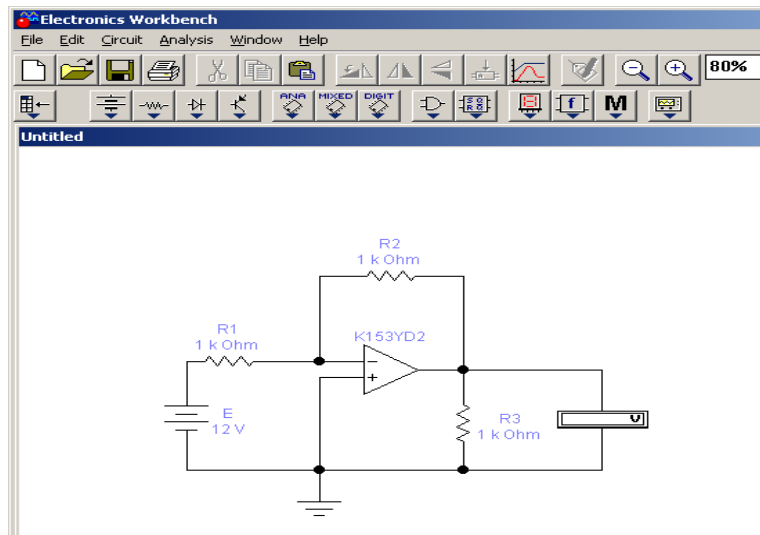 Electronics Workbench
File Edit Circuit Analysis Window Help
80%
ANA MIXED DIGIT
M
Untitled
R2
1 k Ohm
R1
1 k Ohm
K153YD2
E
12 V
R3
1 k Ohm
V